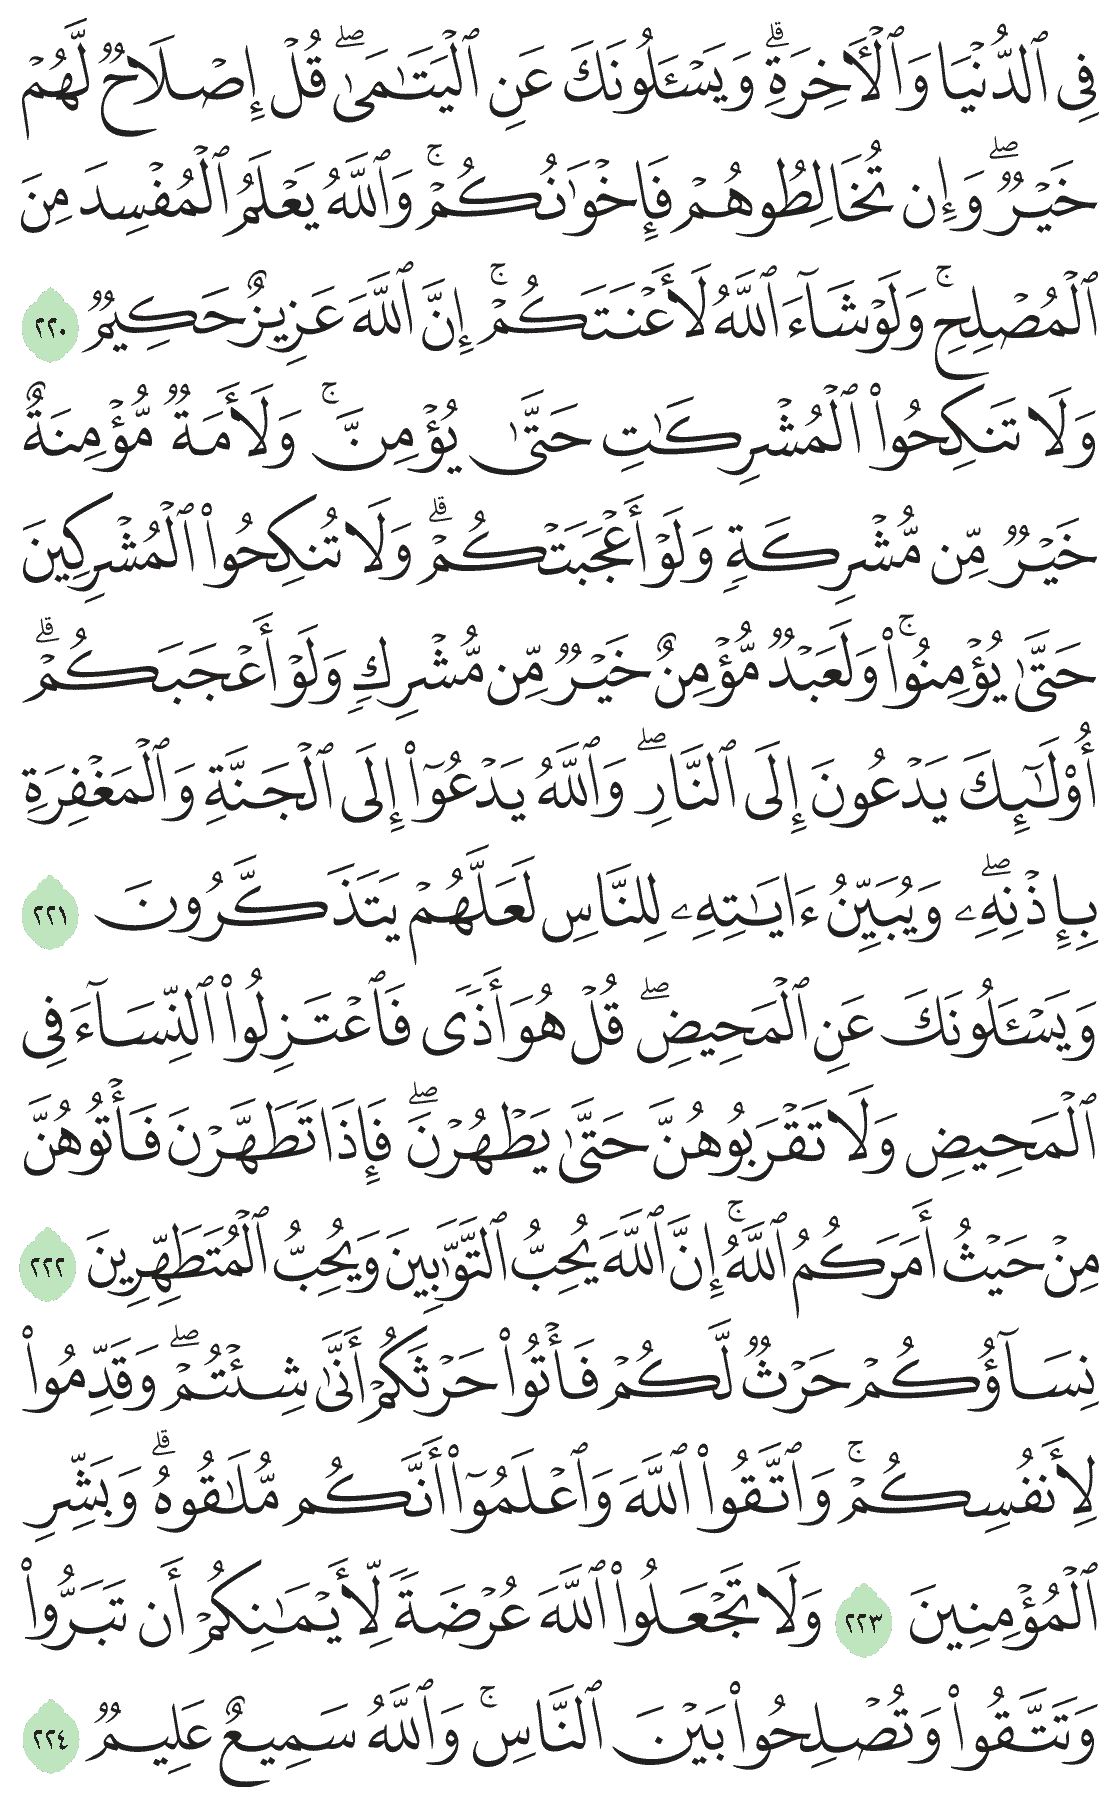 فِي ٱلدُّنۡيَا وَٱلۡأٓخِرَةِۗ وَيَسۡـَٔلُونَكَ عَنِ ٱلۡيَتَٰمَىٰۖ قُلۡ إِصۡلَاحٞ لَّهُمۡ
خَيۡرٞۖ وَإِن تُخَالِطُوهُمۡ فَإِخۡوَٰنُكُمۡۚ وَٱللَّهُ يَعۡلَمُ ٱلۡمُفۡسِدَ مِنَ
ٱلۡمُصۡلِحِۚ وَلَوۡ شَآءَ ٱللَّهُ لَأَعۡنَتَكُمۡۚ إِنَّ ٱللَّهَ عَزِيزٌ حَكِيمٞ ٢٢٠
وَلَا تَنكِحُواْ ٱلۡمُشۡرِكَٰتِ حَتَّىٰ يُؤۡمِنَّۚ وَلَأَمَةٞ مُّؤۡمِنَةٌ
خَيۡرٞ مِّن مُّشۡرِكَةٖ وَلَوۡ أَعۡجَبَتۡكُمۡۗ وَلَا تُنكِحُواْ ٱلۡمُشۡرِكِينَ
حَتَّىٰ يُؤۡمِنُواْۚ وَلَعَبۡدٞ مُّؤۡمِنٌ خَيۡرٞ مِّن مُّشۡرِكٖ وَلَوۡ أَعۡجَبَكُمۡۗ
أُوْلَٰٓئِكَ يَدۡعُونَ إِلَى ٱلنَّارِۖ وَٱللَّهُ يَدۡعُوٓاْ إِلَى ٱلۡجَنَّةِ وَٱلۡمَغۡفِرَةِ
بِإِذۡنِهِۦۖ وَيُبَيِّنُ ءَايَٰتِهِۦ لِلنَّاسِ لَعَلَّهُمۡ يَتَذَكَّرُونَ ٢٢١
وَيَسۡـَٔلُونَكَ عَنِ ٱلۡمَحِيضِۖ قُلۡ هُوَ أَذٗى فَٱعۡتَزِلُواْ ٱلنِّسَآءَ فِي
ٱلۡمَحِيضِ وَلَا تَقۡرَبُوهُنَّ حَتَّىٰ يَطۡهُرۡنَۖ فَإِذَا تَطَهَّرۡنَ فَأۡتُوهُنَّ
مِنۡ حَيۡثُ أَمَرَكُمُ ٱللَّهُۚ إِنَّ ٱللَّهَ يُحِبُّ ٱلتَّوَّٰبِينَ وَيُحِبُّ ٱلۡمُتَطَهِّرِينَ ٢٢٢
نِسَآؤُكُمۡ حَرۡثٞ لَّكُمۡ فَأۡتُواْ حَرۡثَكُمۡ أَنَّىٰ شِئۡتُمۡۖ وَقَدِّمُواْ
لِأَنفُسِكُمۡۚ وَٱتَّقُواْ ٱللَّهَ وَٱعۡلَمُوٓاْ أَنَّكُم مُّلَٰقُوهُۗ وَبَشِّرِ
ٱلۡمُؤۡمِنِينَ ٢٢٣ وَلَا تَجۡعَلُواْ ٱللَّهَ عُرۡضَةٗ لِّأَيۡمَٰنِكُمۡ أَن تَبَرُّواْ
وَتَتَّقُواْ وَتُصۡلِحُواْ بَيۡنَ ٱلنَّاسِۚ وَٱللَّهُ سَمِيعٌ عَلِيمٞ ٢٢٤